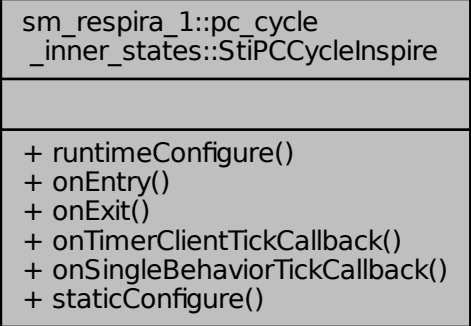 sm_respira_1::pc_cycle
_inner_states::StiPCCycleInspire
+ runtimeConfigure()
+ onEntry()
+ onExit()
+ onTimerClientTickCallback()
+ onSingleBehaviorTickCallback()
+ staticConfigure()